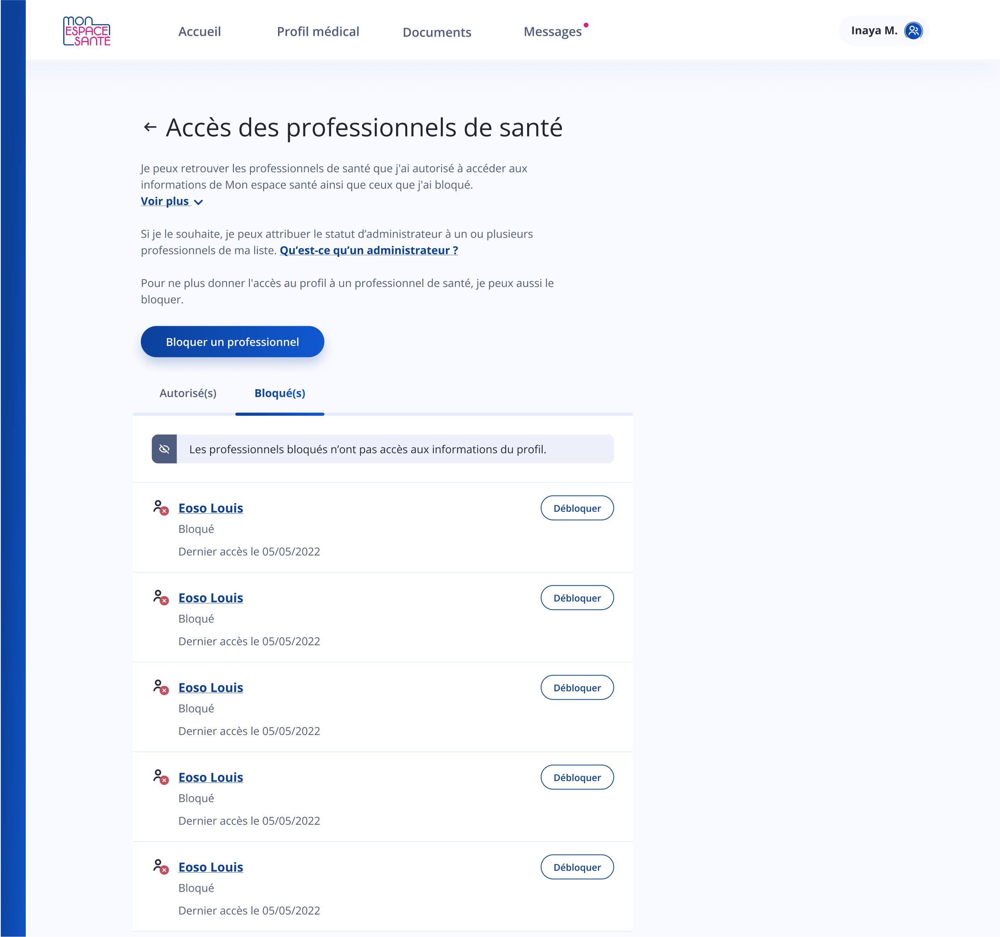 mon
ESPACE
SANTÉ
Accueil
Profil médical
Documents
Messages
Inaya M.
Accès des professionnels de santé
Je peux retrouver les professionnels de santé que j'ai autorisé à accéder aux
informations de Mon espace santé ainsi que ceux que j'ai bloqué.
Voir plus
Si je le souhaite, je peux attribuer le statut d’administrateur à un ou plusieurs
professionnels de ma liste. Qu’est-ce qu’un administrateur ?
Pour ne plus donner l'accès au profil à un professionnel de santé, je peux aussi le
bloquer.
Bloquer un professionnel
Autorisé(s)
Bloqué(s)
Les professionnels bloqués n’ont pas accès aux informations du profil.
Eoso Louis
Débloquer
Bloqué
Dernier accès le 05/05/2022
Eoso Louis
Débloquer
Bloqué
Dernier accès le 05/05/2022
Eoso Louis
Débloquer
Bloqué
Dernier accès le 05/05/2022
Eoso Louis
Débloquer
Bloqué
Dernier accès le 05/05/2022
Eoso Louis
Débloquer
Bloqué
Dernier accès le 05/05/2022